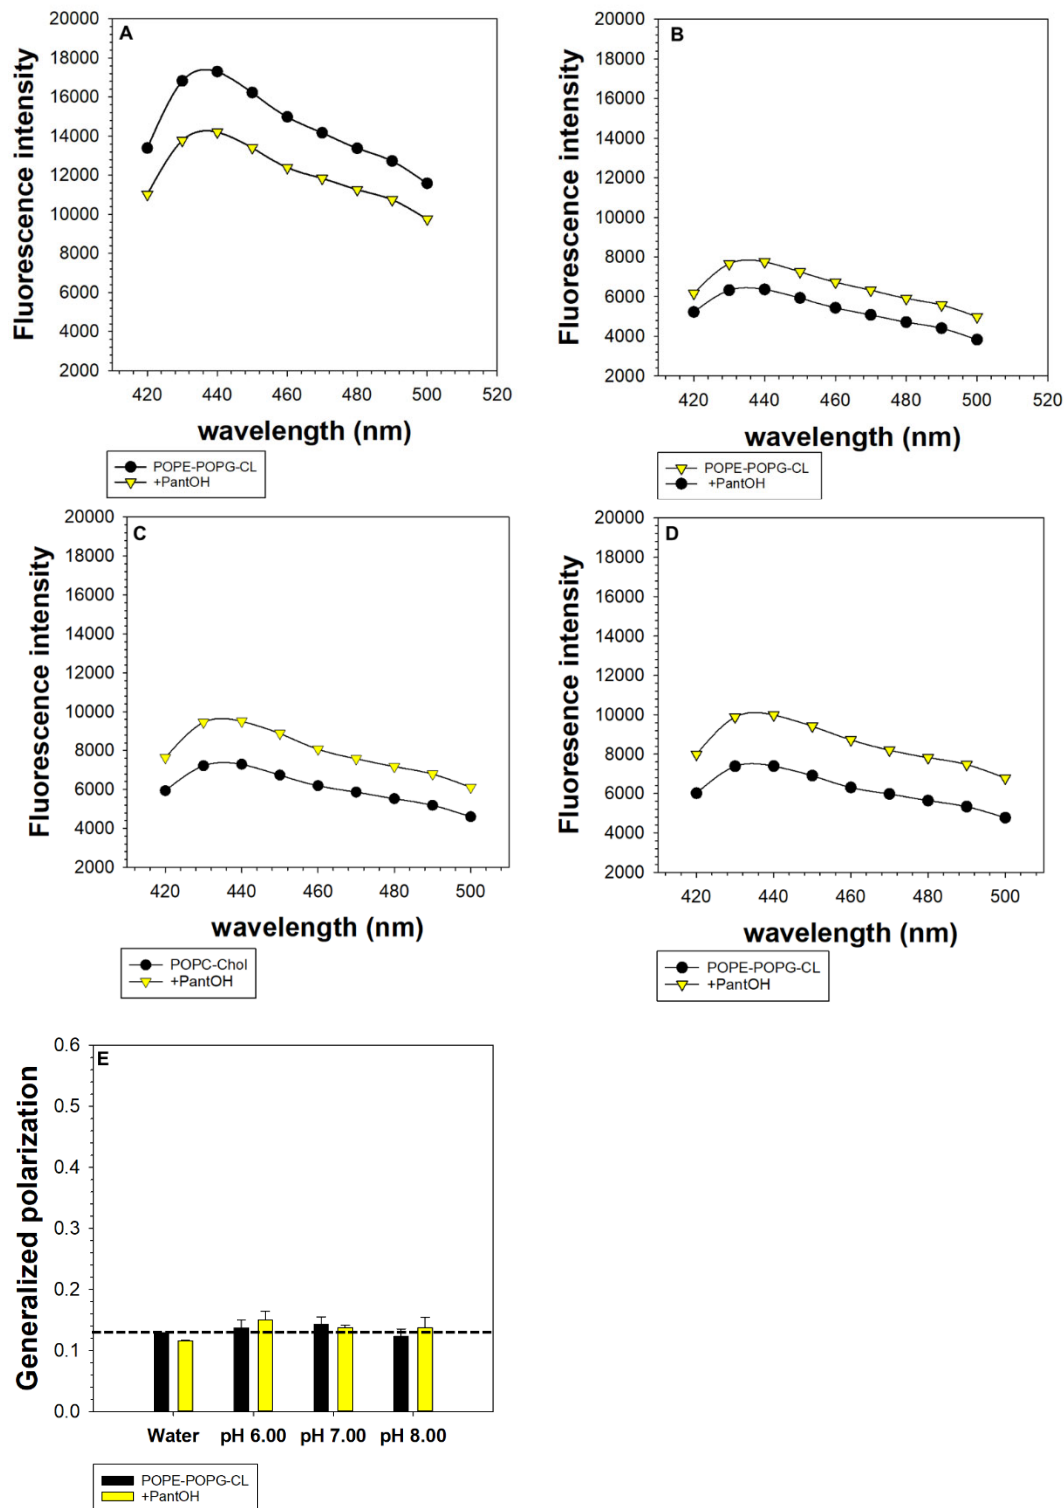 A
Fluorescence intensity
20000
18000
16000
14000
12000
10000
8000
6000
4000
2000
420 440 460 480 500 520
wavelength (nm)
POPE-POPG-CL
+PantOH
B
Fluorescence intensity
20000
18000
16000
14000
12000
10000
8000
6000
4000
2000
420 440 460 480 500 520
wavelength (nm)
POPE-POPG-CL
+PantOH
C
Fluorescence intensity
20000
18000
16000
14000
12000
10000
8000
6000
4000
2000
420 440 460 480 500
wavelength (nm)
POPC-Chol
+PantOH
D
Fluoresence intensity
20000
18000
16000
14000
12000
10000
8000
6000
4000
2000
420 440 460 480 500
wavelength (nm)
POPE-POPG-CL
+PantOH
E
Generalized polarization
0.6
0.5
0.4
0.3
0.2
0.1
0.0
Water pH 6.00 pH 7.00 pH 8.00
POPE-POPG-CL
+PantOH